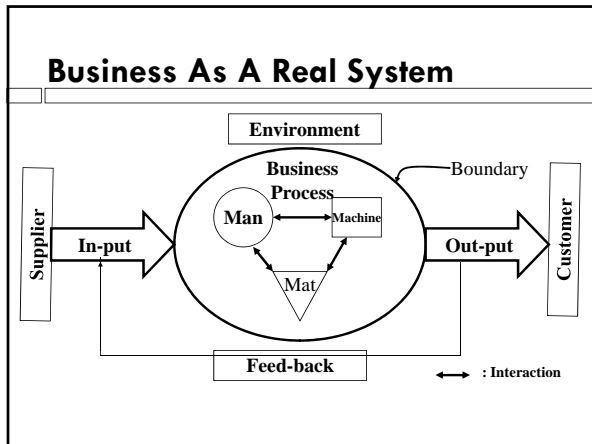 Business As A Real System
Environment
Boundary
Business
Process
Man
Machine
Mat
Supplier
In-put
Out-put
Customer
Feed-back
: Interaction